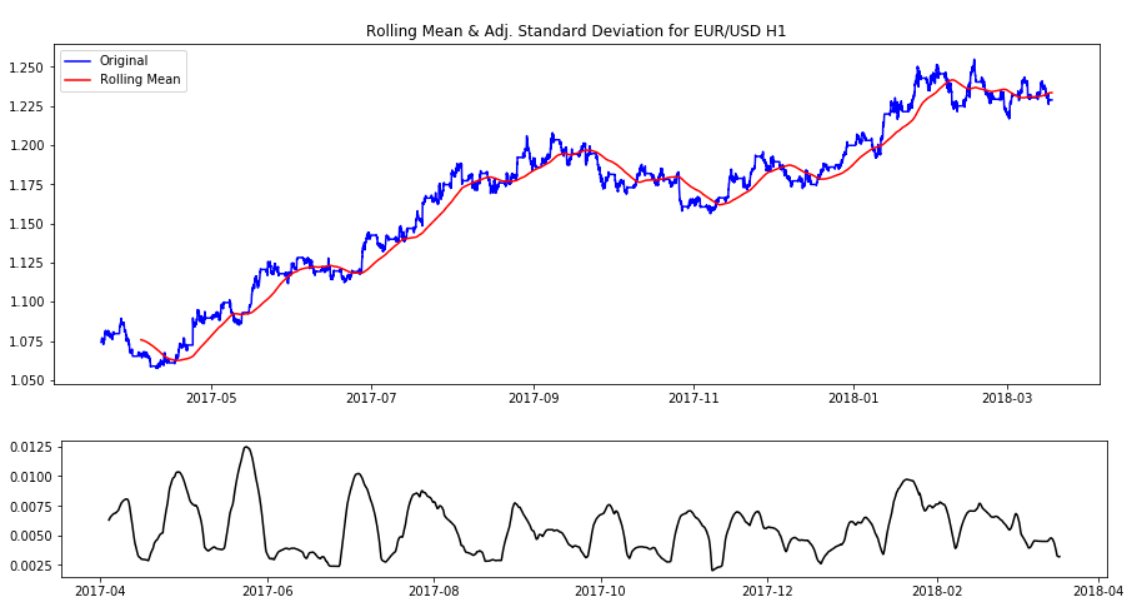 Rolling Mean & Adj. Standard Deviation for EUR/USD H1
Original
Rolling Mean
1.250
1.225
1.200
1.175
1.150
1.125
1.100
1.075
1.050
2017-05 2017-07 2017-09 2017-11 2018-01 2018-03
0.0125
0.0100
0.0075
0.0050
0.0025
2017-04 2017-06 2017-08 2017-10 2017-12 2018-02 2018-04